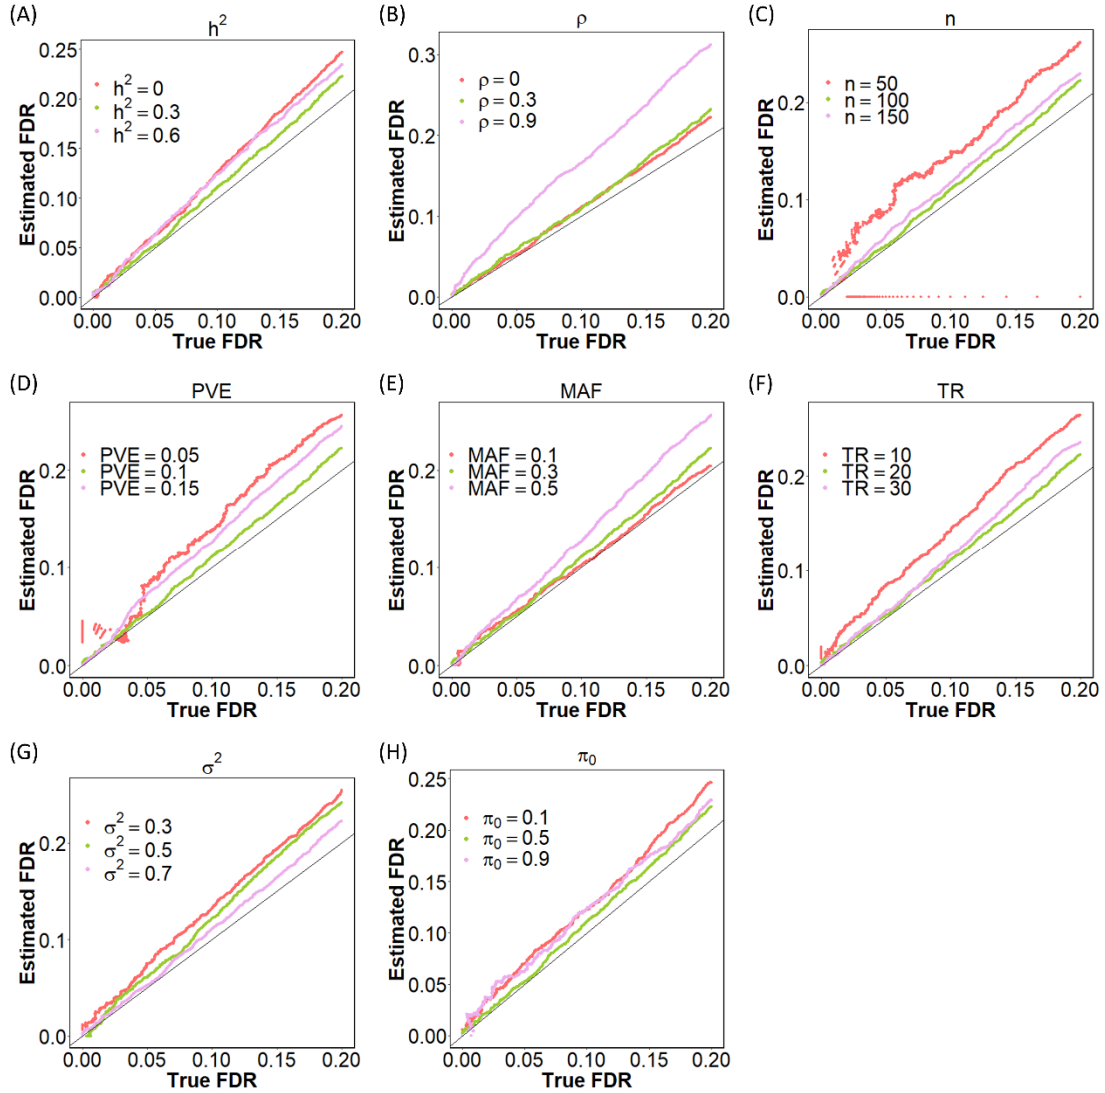 (A)
h²
Estimated FDR
0.25
0.20
0.15
0.10
0.05
0.00
h² = 0
h² = 0.3
h² = 0.6
0.00 0.05 0.10 0.15 0.20
True FDR
(B)
ρ
Estimated FDR
0.3
0.2
0.1
0.0
ρ = 0
ρ = 0.3
ρ = 0.9
0.00 0.05 0.10 0.15 0.20
True FDR
(C)
n
Estimated FDR
0.2
0.1
0.0
n = 50
n = 100
n = 150
0.00 0.05 0.10 0.15 0.20
True FDR
(D)
PVE
Estimated FDR
0.2
0.1
0.0
PVE = 0.05
PVE = 0.1
PVE = 0.15
0.00 0.05 0.10 0.15 0.20
True FDR
(E)
MAF
Estimated FDR
0.2
0.1
0.0
MAF = 0.1
MAF = 0.3
MAF = 0.5
0.00 0.05 0.10 0.15 0.20
True FDR
(F)
TR
Estimated FDR
0.2
0.1
0.0
TR = 10
TR = 20
TR = 30
0.00 0.05 0.10 0.15 0.20
True FDR
(G)
σ²
Estimated FDR
0.2
0.1
0.0
σ² = 0.3
σ² = 0.5
σ² = 0.7
0.00 0.05 0.10 0.15 0.20
True FDR
(H)
π₀
Estimated FDR
0.25
0.20
0.15
0.10
0.05
0.00
π₀ = 0.1
π₀ = 0.5
π₀ = 0.9
0.00 0.05 0.10 0.15 0.20
True FDR